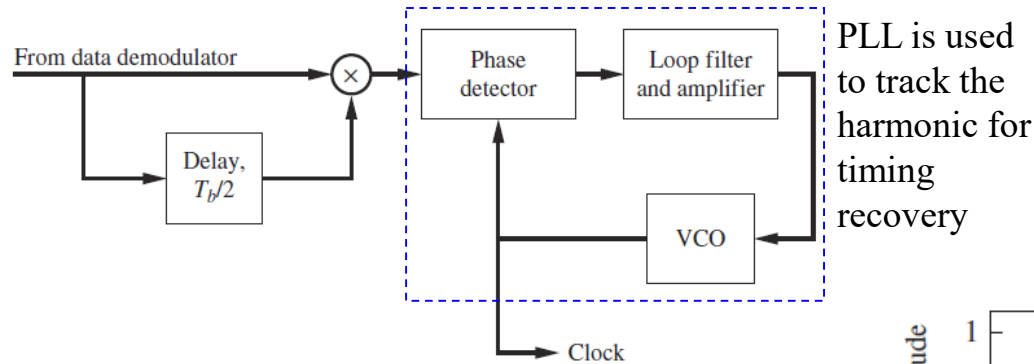 From data demodulator
×
Phase
detector
Loop filter
and amplifier
PLL is used
to track the
harmonic for
timing
recovery
Delay,
T_b/2
VCO
Clock
ude
1